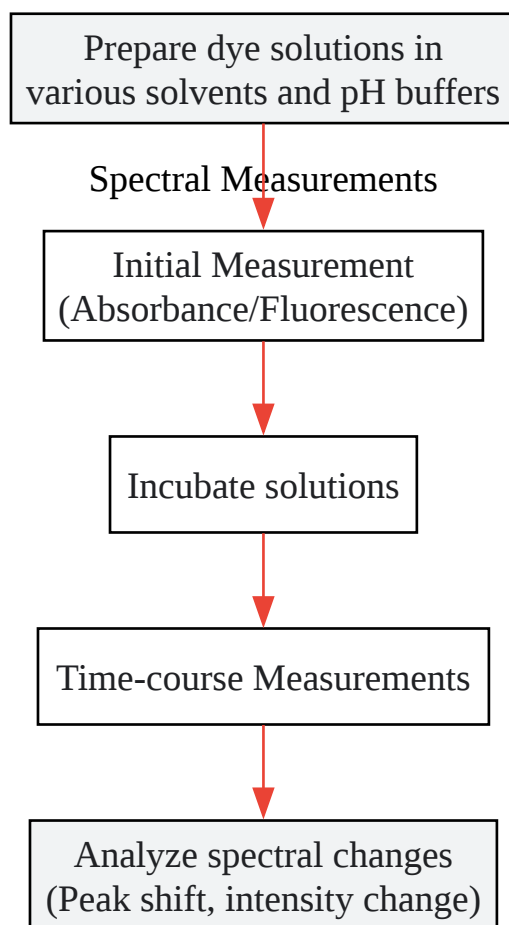 Prepare dye solutions in
various solvents and pH buffers
Spectral Measurements
Initial Measurement
(Absorbance/Fluorescence)
Incubate solutions
Time-course Measurements
Analyze spectral changes
(Peak shift, intensity change)